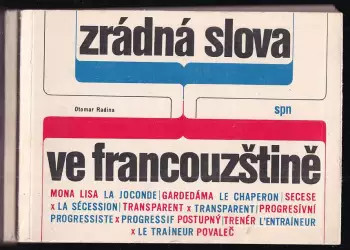 zrádná slova
Otomar Radina
spn
ve francouzštině
MONA LISA LA JOCONDE | GARDEDÁMA LE CHAPERON | SECESE
x LA SÉCESSION | TRANSPARENT x TRANSPARENT | PROGRESÍVNÍ
PROGRESSISTE x PROGRESSIF POSTUPNÝ | TRENÉR L'ENTRAÎNEUR
x LE TRAÎNEUR POVALEČ